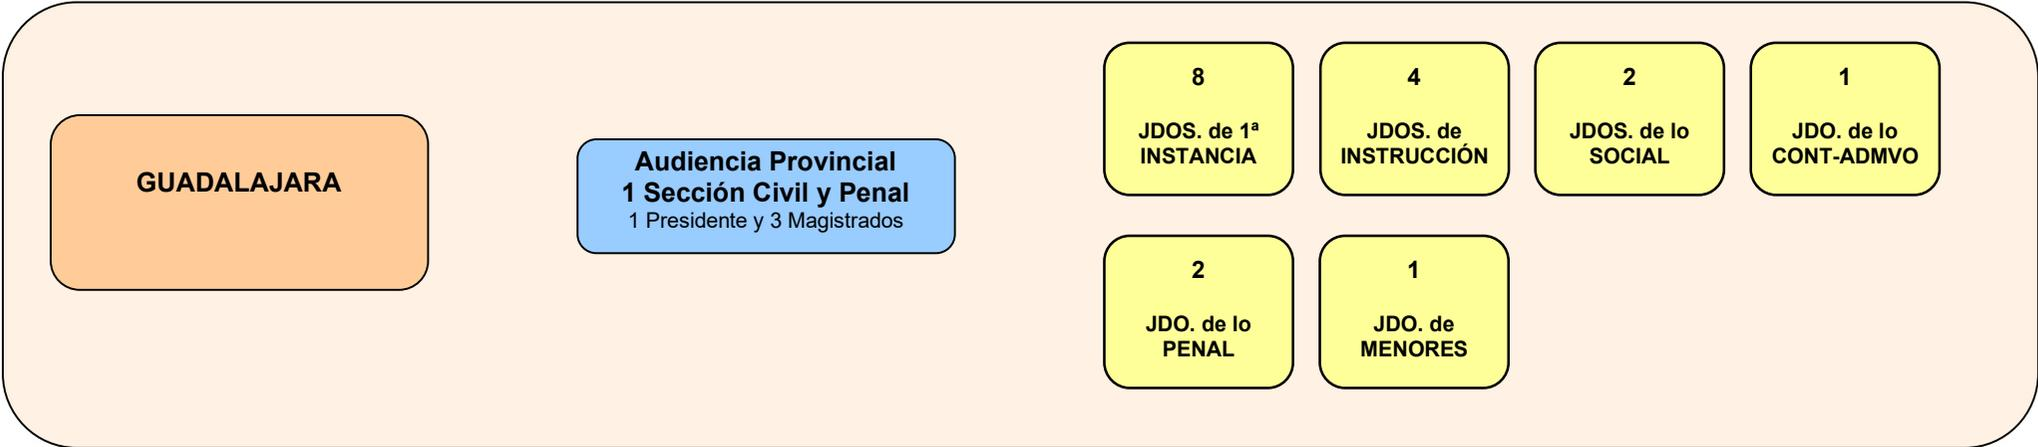 GUADALAJARA
Audiencia Provincial
1 Sección Civil y Penal
1 Presidente y 3 Magistrados
8
JDOS. de 1ª
INSTANCIA
4
JDOS. de
INSTRUCCIÓN
2
JDOS. de lo
SOCIAL
1
JDO. de lo
CONT-ADMVO
2
JDO. de lo
PENAL
1
JDO. de
MENORES